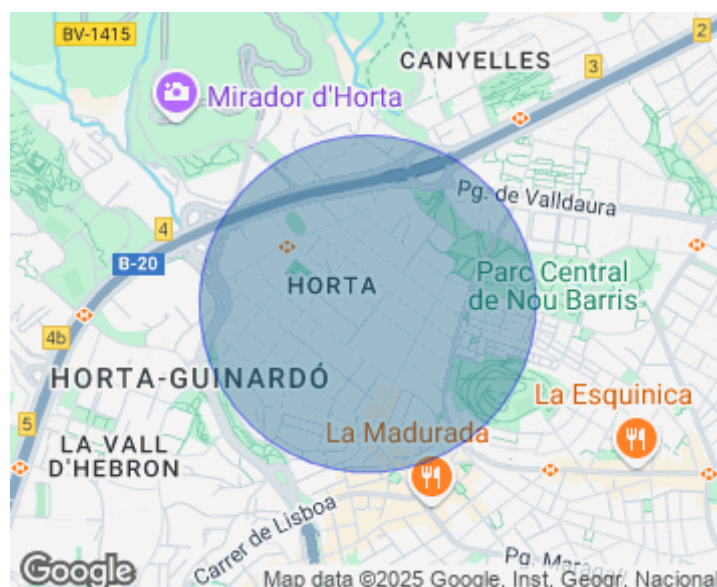 BV-1415
2
CANYELLES
3
Mirador d'Horta
Pg. de Valldaura
4
B-20
HORTA
Parc Central
de Nou Barris
4b
HORTA-GUINARDÓ
La Esquinica
5
La Madurada
LA VALL
D'HEBRON
Carrer de Lisboa
Pg. Maragall
Google
Map data ©2025 Google, Inst. Geogr. Nacional